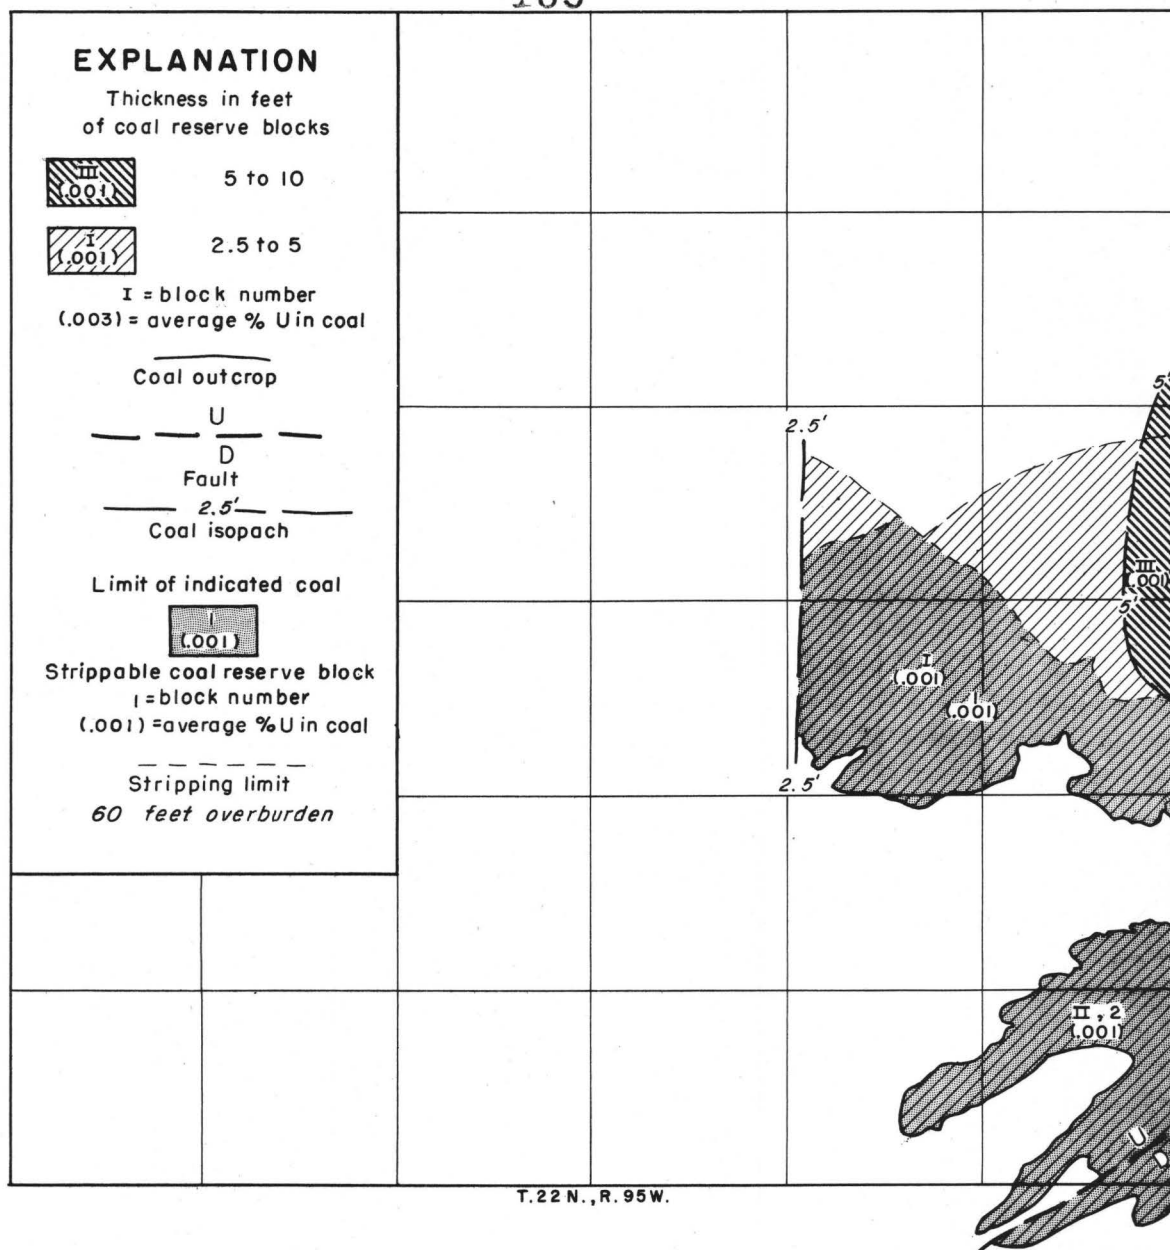 EXPLANATION
Thickness in feet
of coal reserve blocks
III
(.001)
5 to 10
I
(.001)
2.5 to 5
I = block number
(.003) = average % U in coal
Coal outcrop
U
D
Fault
2.5'
Coal isopach
Limit of indicated coal
I
(.001)
Strippable coal reserve block
I = block number
(.001) = average % U in coal
Stripping limit
60 feet overburden
5'
2.5'
III
(.001)
5'
I
(.001)
I
(.001)
2.5'
II, 2
(.001)
U
D
T. 22 N., R. 95 W.